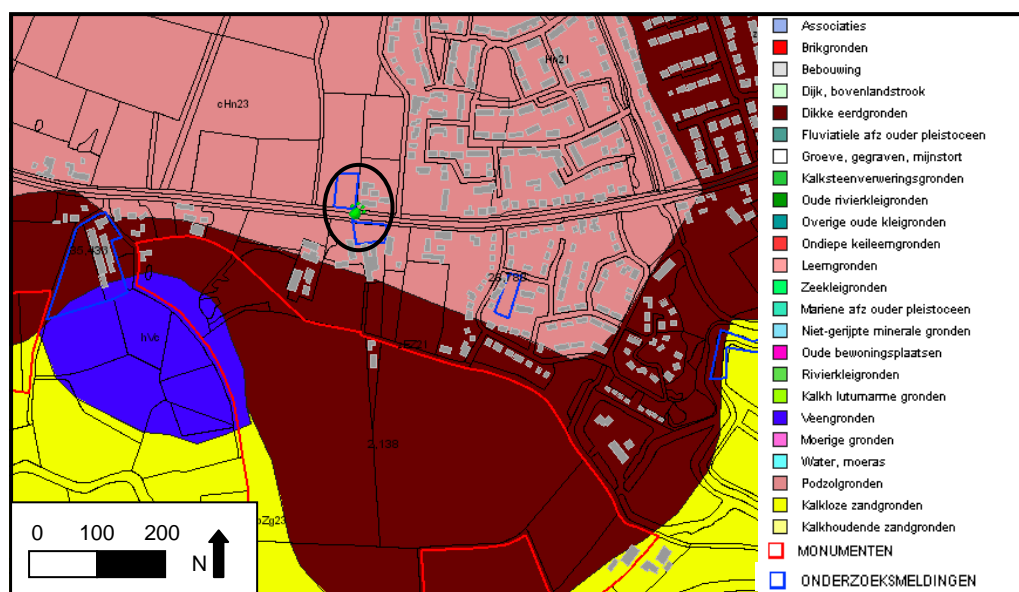 Hn21
cHn23
hVc
2,138
0 100 200
N
Associaties
Brikgronden
Bebouwing
Dijk, bovenlandstrook
Dikke eerdgronden
Fluviatiele afz ouder pleistoceen
Groeve, gegraven, mijnstort
Kalksteenverweringsgronden
Oude rivierkleigronden
Overige oude kleigronden
Ondiepe keileemgronden
Leemgronden
Zeekleigronden
Mariene afz ouder pleistoceen
Niet-gerijpte minerale gronden
Oude bewoningsplaatsen
Rivierkleigronden
Kalkh lutumarme gronden
Veengronden
Moerige gronden
Water, moeras
Podzolgronden
Kalkloze zandgronden
Kalkhoudende zandgronden
MONUMENTEN
ONDERZOEKSMELDINGEN